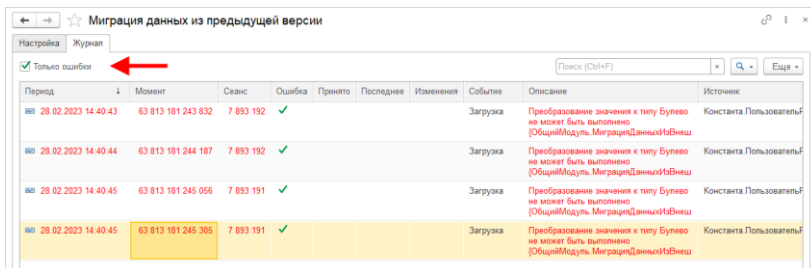 Миграция данных из предыдущей версии
Настройка Журнал
Только ошибки Поиск (Ctrl+F) × Еще
Период ↓ Момент Сеанс Ошибка Принято Последнее Изменения Событие Описание Источник
28.02.2023 14:40:43 63 813 181 243 832 7 893 192 Загрузка Преобразование значения к типу Булево Константа.ПользовательF
не может быть выполнено
{ОбщийМодуль.МиграцияДанныхИзВнеш
28.02.2023 14:40:44 63 813 181 244 187 7 893 192 Загрузка Преобразование значения к типу Булево Константа.ПользовательF
не может быть выполнено
{ОбщийМодуль.МиграцияДанныхИзВнеш
28.02.2023 14:40:45 63 813 181 245 056 7 893 191 Загрузка Преобразование значения к типу Булево Константа.ПользовательF
не может быть выполнено
{ОбщийМодуль.МиграцияДанныхИзВнеш
28.02.2023 14:40:45 63 813 181 245 305 7 893 191 Загрузка Преобразование значения к типу Булево Константа.ПользовательF
не может быть выполнено
{ОбщийМодуль.МиграцияДанныхИзВнеш